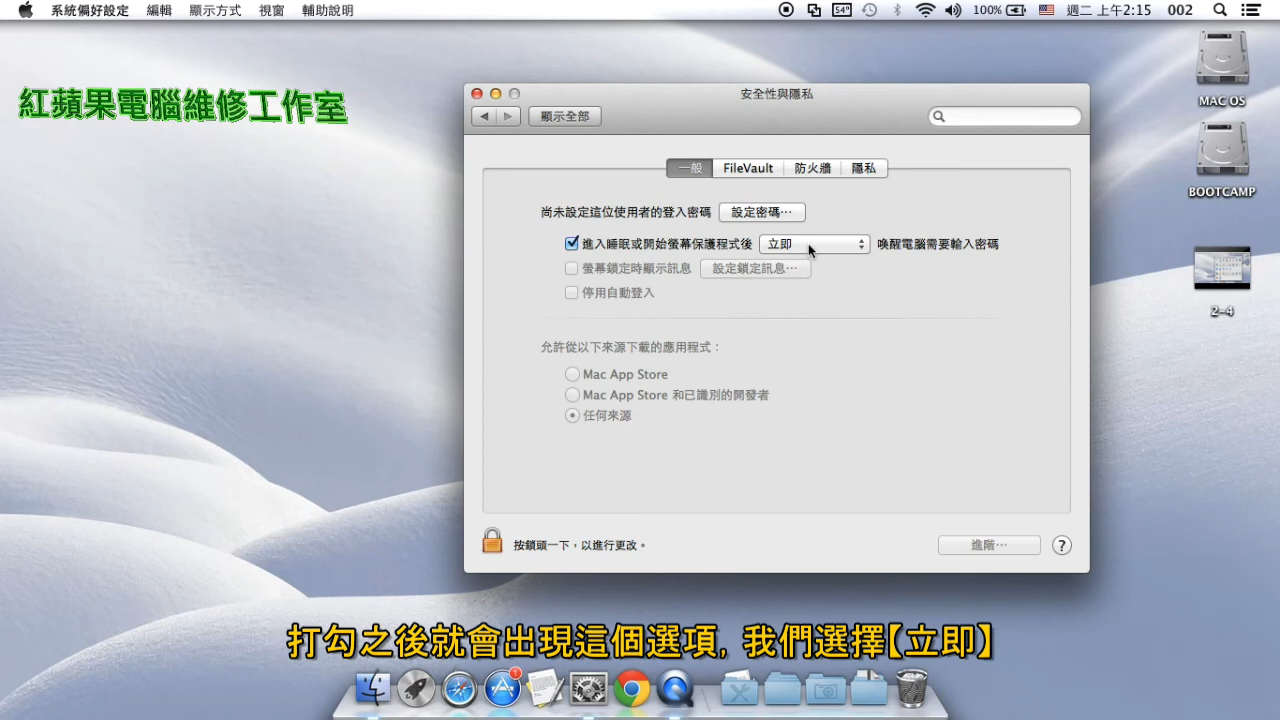 系統偏好設定 編輯 顯示方式 視窗 輔助說明 54° 100% 週二 上午2:15 002
紅蘋果電腦維修工作室
MAC OS
BOOTCAMP
2-4
安全性與隱私
顯示全部
一般 FileVault 防火牆 隱私
尚未設定這位使用者的登入密碼 設定密碼⋯
進入睡眠或開始螢幕保護程式後 立即 喚醒電腦需要輸入密碼
螢幕鎖定時顯示訊息 設定鎖定訊息⋯
停用自動登入
允許從以下來源下載的應用程式：
Mac App Store
Mac App Store 和已識別的開發者
任何來源
按鎖頭一下，以進行更改。 進階⋯ ?
打勾之後就會出現這個選項, 我們選擇【立即】
1